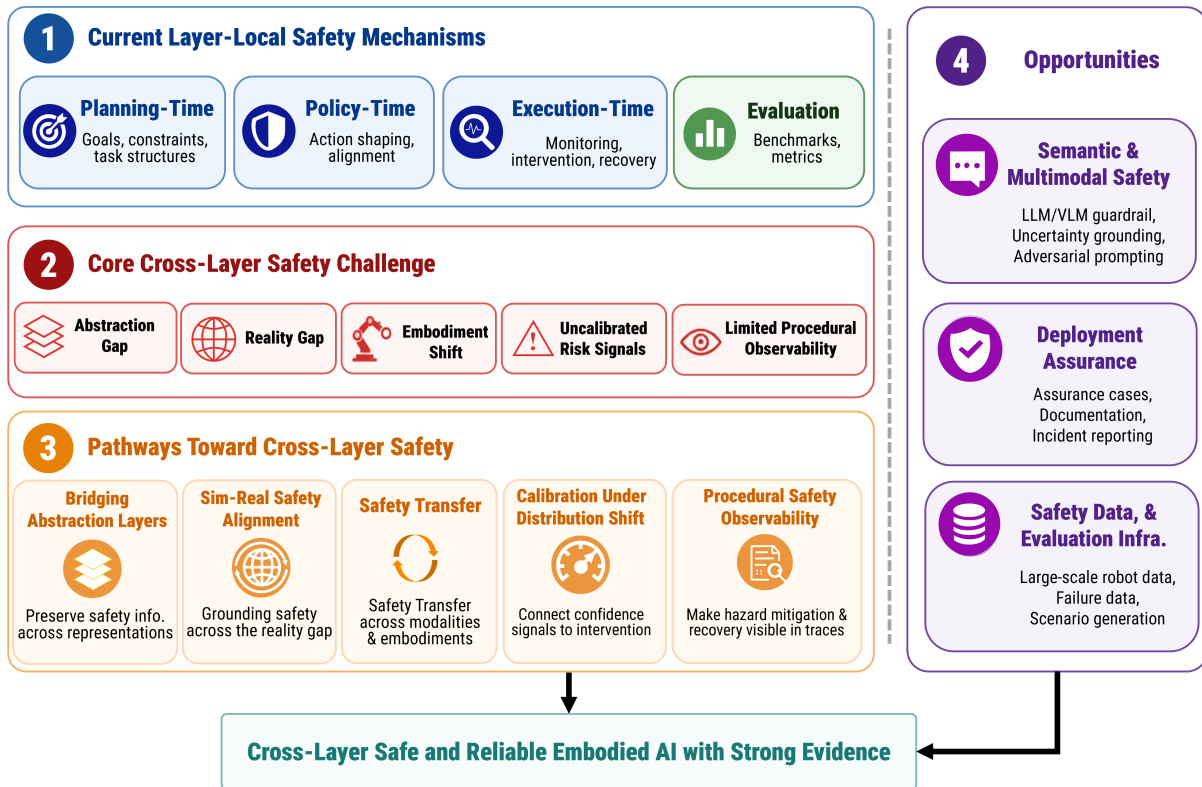 1
Current Layer-Local Safety Mechanisms
Planning-Time
Goals, constraints,
task structures
Policy-Time
Action shaping,
alignment
Execution-Time
Monitoring,
intervention, recovery
Evaluation
Benchmarks,
metrics
2
Core Cross-Layer Safety Challenge
Abstraction
Gap
Reality Gap
Embodiment
Shift
Uncalibrated
Risk Signals
Limited Procedural
Observability
3
Pathways Toward Cross-Layer Safety
Bridging
Abstraction Layers
Preserve safety info.
across representations
Sim-Real Safety
Alignment
Grounding safety
across the reality gap
Safety Transfer
Safety Transfer
across modalities
& embodiments
Calibration Under
Distribution Shift
Connect confidence
signals to intervention
Procedural Safety
Observability
Make hazard mitigation &
recovery visible in traces
4
Opportunities
Semantic &
Multimodal Safety
LLM/VLM guardrail,
Uncertainty grounding,
Adversarial prompting
Deployment
Assurance
Assurance cases,
Documentation,
Incident reporting
Safety Data, &
Evaluation Infra.
Large-scale robot data,
Failure data,
Scenario generation
Cross-Layer Safe and Reliable Embodied AI with Strong Evidence